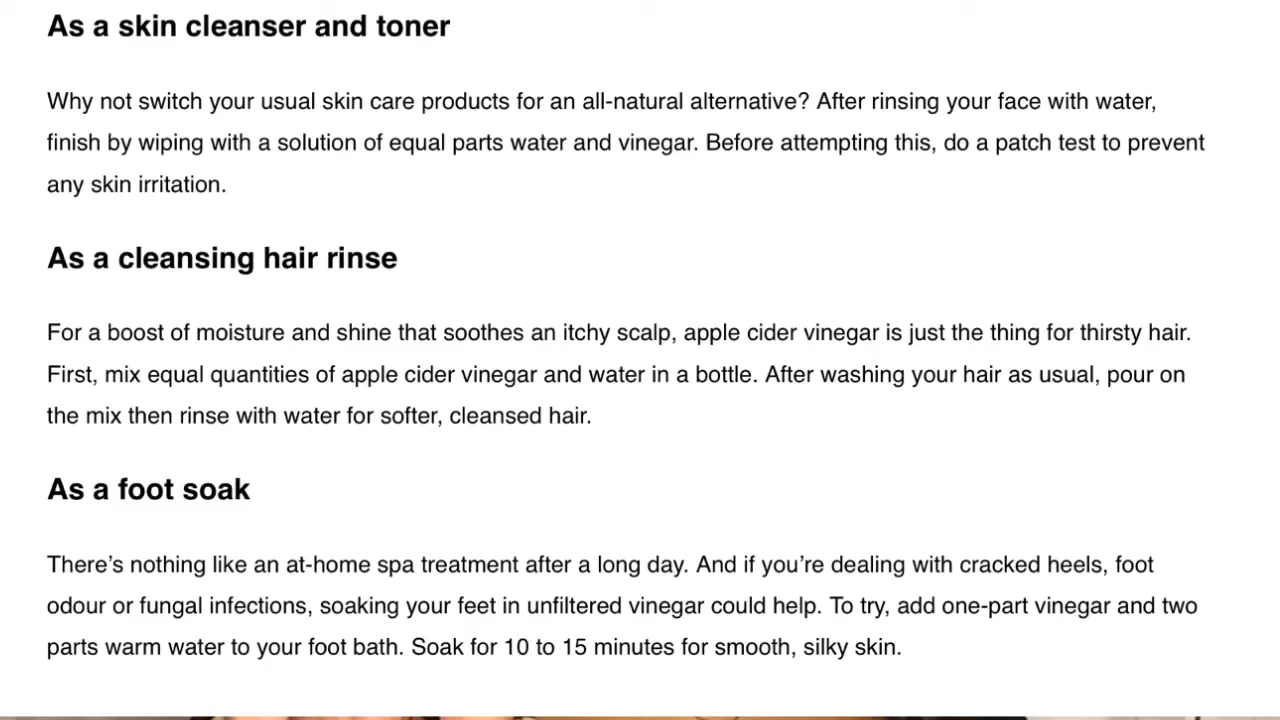 As a skin cleanser and toner
Why not switch your usual skin care products for an all-natural alternative? After rinsing your face with water,
finish by wiping with a solution of equal parts water and vinegar. Before attempting this, do a patch test to prevent
any skin irritation.
As a cleansing hair rinse
For a boost of moisture and shine that soothes an itchy scalp, apple cider vinegar is just the thing for thirsty hair.
First, mix equal quantities of apple cider vinegar and water in a bottle. After washing your hair as usual, pour on
the mix then rinse with water for softer, cleansed hair.
As a foot soak
There’s nothing like an at-home spa treatment after a long day. And if you’re dealing with cracked heels, foot
odour or fungal infections, soaking your feet in unfiltered vinegar could help. To try, add one-part vinegar and two
parts warm water to your foot bath. Soak for 10 to 15 minutes for smooth, silky skin.